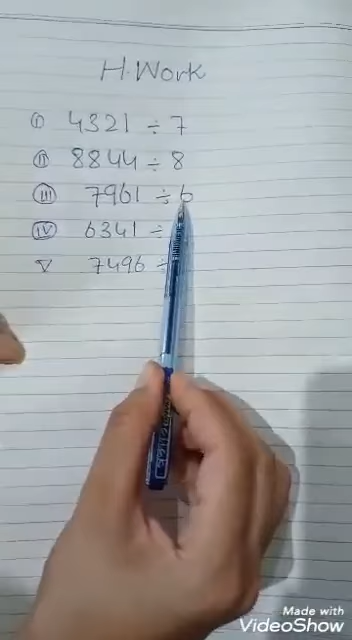 H.Work
(I) 4321 ÷ 7
(II) 8844 ÷ 8
(III) 7961 ÷ 6
(IV) 6341 ÷
V 7496 ÷
Made with
VideoShow